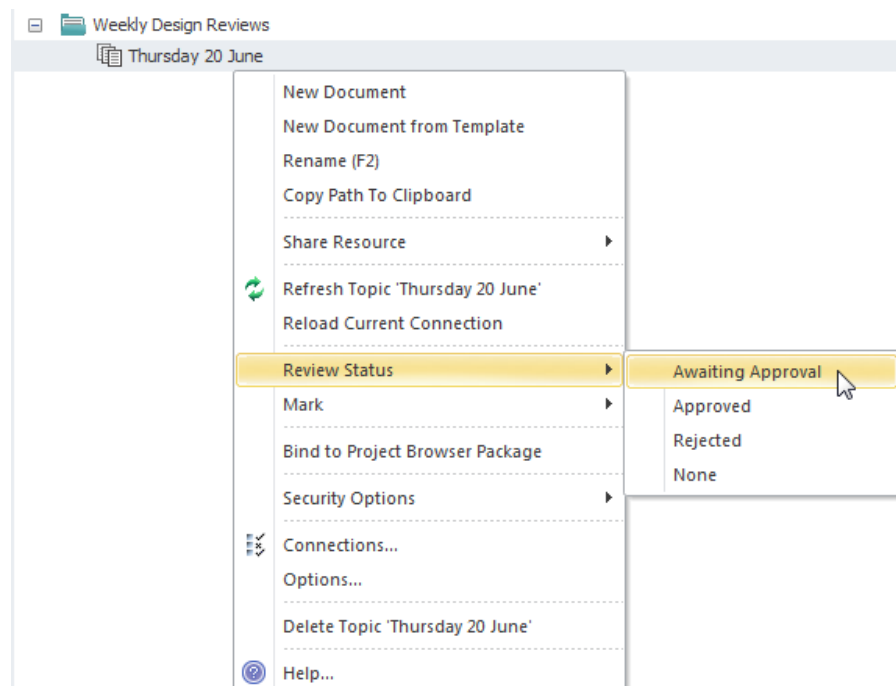 Weekly Design Reviews
Thursday 20 June
New Document
New Document from Template
Rename (F2)
Copy Path To Clipboard
Share Resource
Refresh Topic 'Thursday 20 June'
Reload Current Connection
Review Status
Awaiting Approval
Mark
Approved
Rejected
Bind to Project Browser Package
None
Security Options
Connections...
Options...
Delete Topic 'Thursday 20 June'
Help...